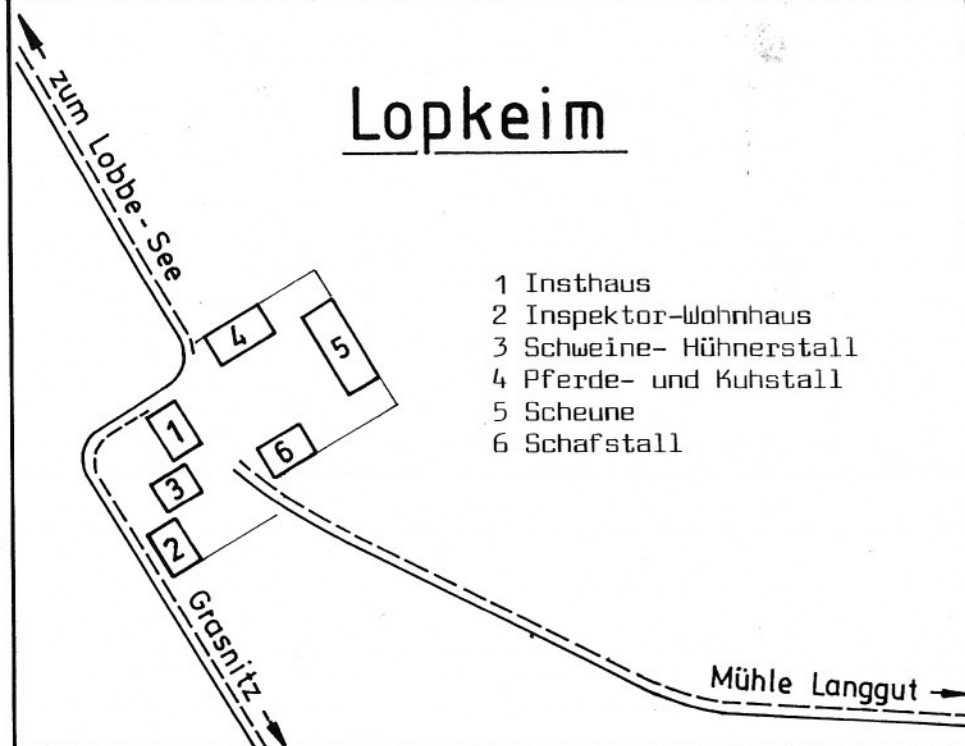 Lopkeim
zum Lobbe-See
1 Insthaus
2 Inspektor-Wohnhaus
3 Schweine- Hühnerstall
4 Pferde- und Kuhstall
5 Scheune
6 Schafstall
4
5
1
6
3
2
Grasnitz
Mühle Langgut